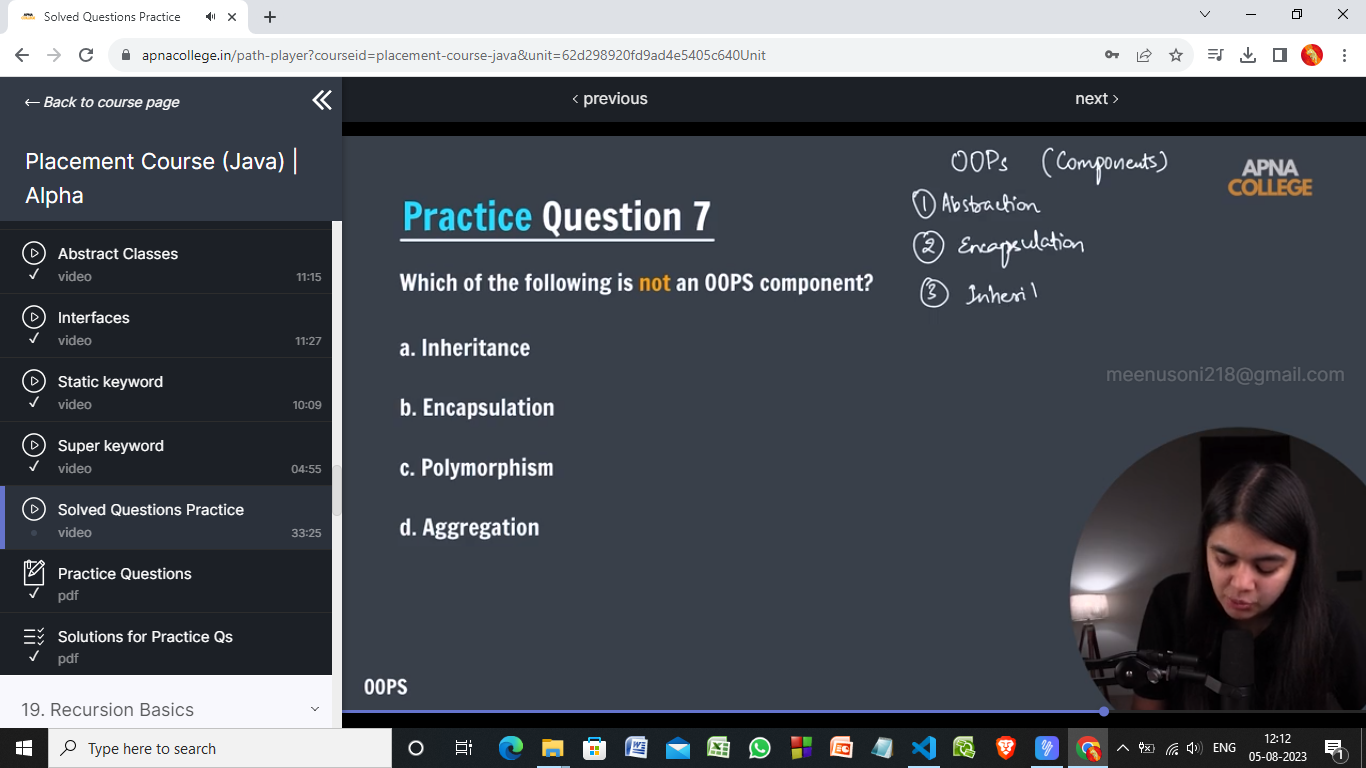 Solved Questions Practice
apnacollege.in/path-player?courseid=placement-course-java&unit=62d298920fd9ad4e5405c640Unit
← Back to course page
Placement Course (Java) |
Alpha
Abstract Classes
video 11:15
Interfaces
video 11:27
Static keyword
video 10:09
Super keyword
video 04:55
Solved Questions Practice
video 33:25
Practice Questions
pdf
Solutions for Practice Qs
pdf
19. Recursion Basics
‹ previous
next ›
Practice Question 7
Which of the following is not an OOPS component?
a. Inheritance
b. Encapsulation
c. Polymorphism
d. Aggregation
OOPS
OOPs (Components)
1 Abstraction
2 Encapsulation
3 Inherit
APNA
COLLEGE
meenusoni218@gmail.com
Type here to search
ENG
12:12
05-08-2023
1